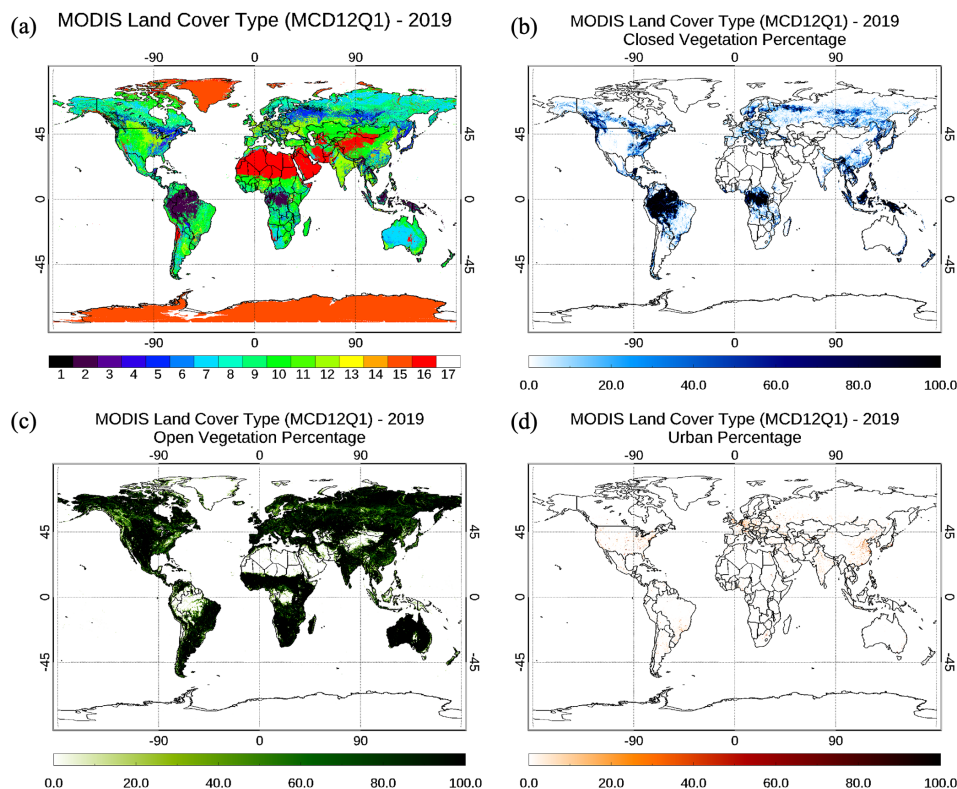 (a) MODIS Land Cover Type (MCD12Q1) - 2019
-90 0 90
45
0
-45
-90 0 90
1 2 3 4 5 6 7 8 9 10 11 12 13 14 15 16 17
(b) MODIS Land Cover Type (MCD12Q1) - 2019
Closed Vegetation Percentage
-90 0 90
45 45
0 0
-45 -45
-90 0 90
0.0 20.0 40.0 60.0 80.0 100.0
(c) MODIS Land Cover Type (MCD12Q1) - 2019
Open Vegetation Percentage
-90 0 90
45 45
0 0
-45 -45
-90 0 90
0.0 20.0 40.0 60.0 80.0 100.0
(d) MODIS Land Cover Type (MCD12Q1) - 2019
Urban Percentage
-90 0 90
45 45
0 0
-45 -45
-90 0 90
0.0 20.0 40.0 60.0 80.0 100.0